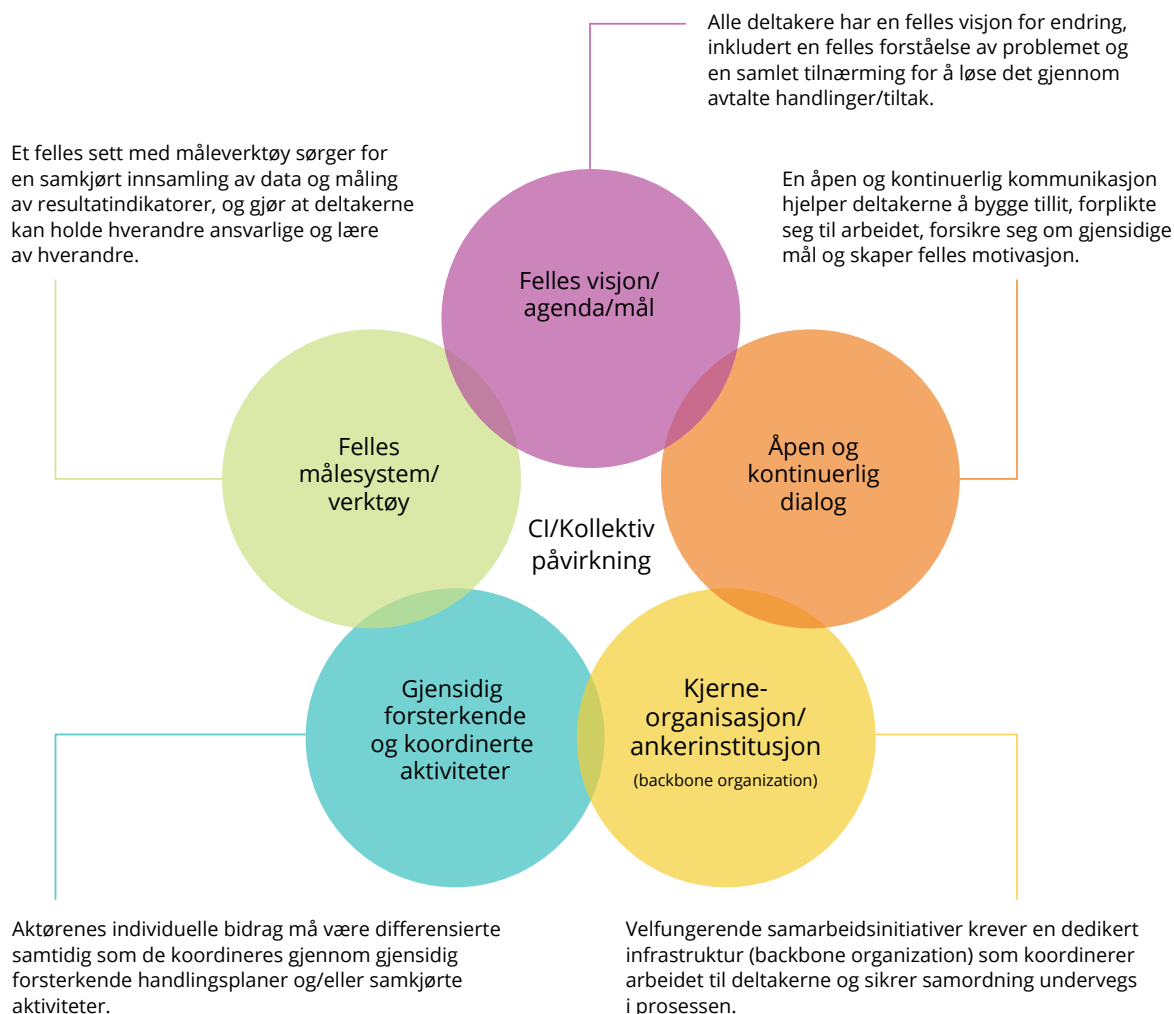 Alle deltakere har en felles visjon for endring,
inkludert en felles forståelse av problemet og
en samlet tilnærming for å løse det gjennom
avtalte handlinger/tiltak.
Et felles sett med måleverktøy sørger for
en samkjørt innsamling av data og måling
av resultatindikatorer, og gjør at deltakerne
kan holde hverandre ansvarlige og lære
av hverandre.
En åpen og kontinuerlig kommunikasjon
hjelper deltakerne å bygge tillit, forplikte
seg til arbeidet, forsikre seg om gjensidige
mål og skaper felles motivasjon.
Felles visjon/
agenda/mål
Felles
målesystem/
verktøy
Åpen og
kontinuerlig
dialog
CI/Kollektiv
påvirkning
Gjensidig
forsterkende
og koordinerte
aktiviteter
Kjerne-
organisasjon/
ankerinstitusjon
(backbone organization)
Aktørenes individuelle bidrag må være differensierte
samtidig som de koordineres gjennom gjensidig
forsterkende handlingsplaner og/eller samkjørte
aktiviteter.
Velfungerende samarbeidsinitiativer krever en dedikert
infrastruktur (backbone organization) som koordinerer
arbeidet til deltakerne og sikrer samordning undervegs
i prosessen.